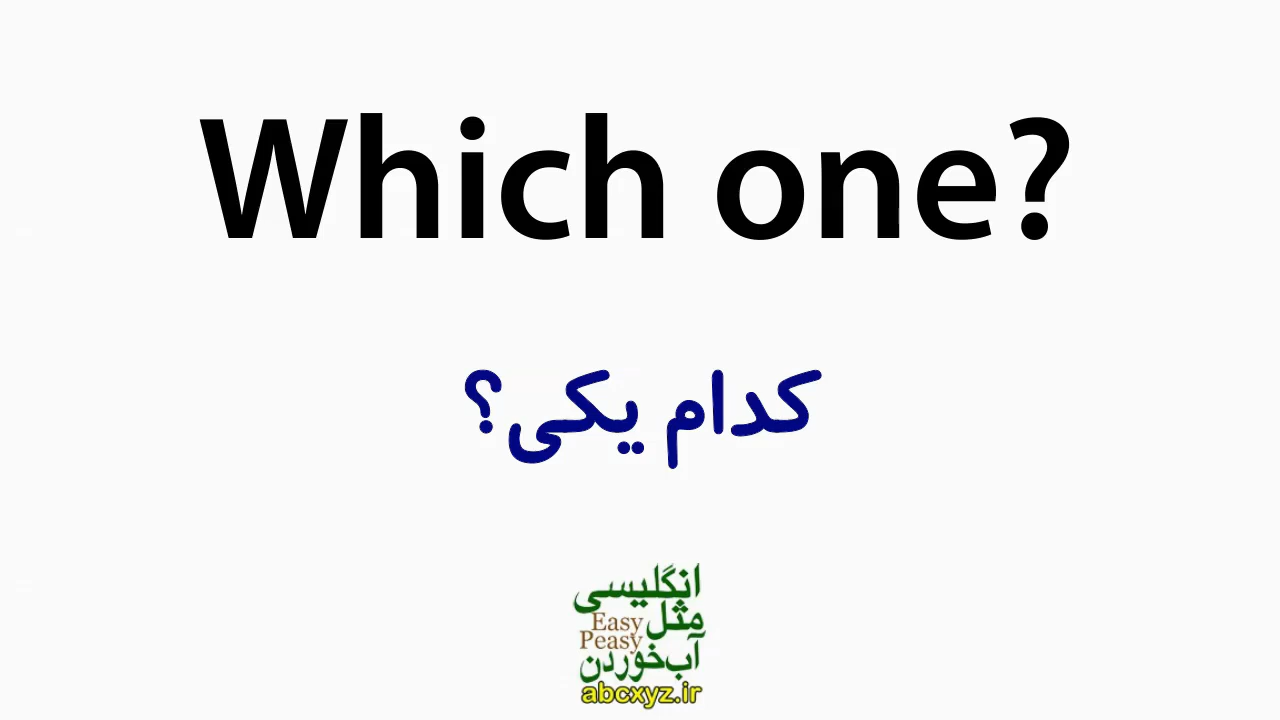 Which one?
کدام یکی؟
انگلیسی
مثل Easy
Peasy
آب‌خوردن
abcxyz.ir